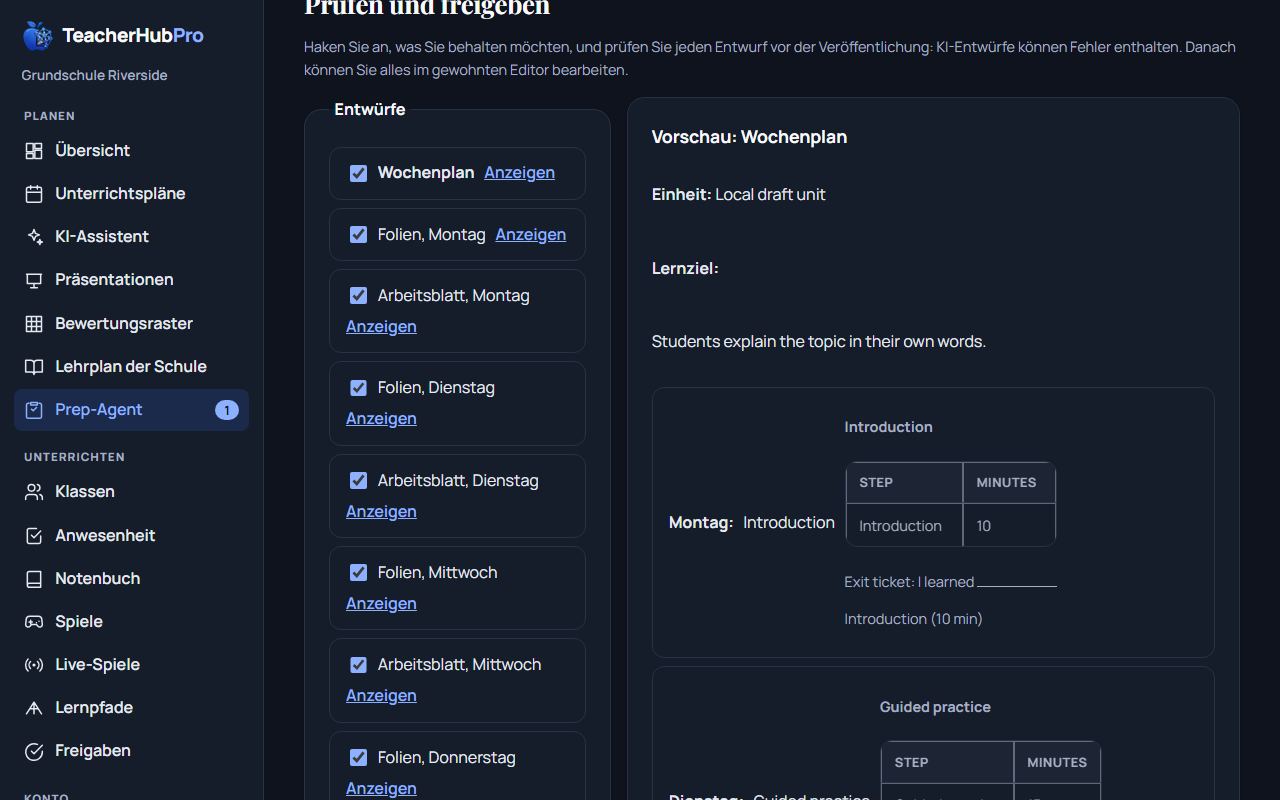 TeacherHubPro
Grundschule Riverside
PLANEN
Übersicht
Unterrichtspläne
KI-Assistent
Präsentationen
Bewertungsraster
Lehrplan der Schule
Prep-Agent 1
UNTERRICHTEN
Klassen
Anwesenheit
Notenbuch
Spiele
Live-Spiele
Lernpfade
Freigaben
KONTO
Prüfen und freigeben
Haken Sie an, was Sie behalten möchten, und prüfen Sie jeden Entwurf vor der Veröffentlichung: KI-Entwürfe können Fehler enthalten. Danach
können Sie alles im gewohnten Editor bearbeiten.
Entwürfe
Wochenplan Anzeigen
Folien, Montag Anzeigen
Arbeitsblatt, Montag
Anzeigen
Folien, Dienstag
Anzeigen
Arbeitsblatt, Dienstag
Anzeigen
Folien, Mittwoch
Anzeigen
Arbeitsblatt, Mittwoch
Anzeigen
Folien, Donnerstag
Anzeigen
Vorschau: Wochenplan
Einheit: Local draft unit
Lernziel:
Students explain the topic in their own words.
Introduction
STEP MINUTES
Montag: Introduction
Introduction 10
Exit ticket: I learned __________
Introduction (10 min)
Guided practice
STEP MINUTES
Dienstag: Guided practice